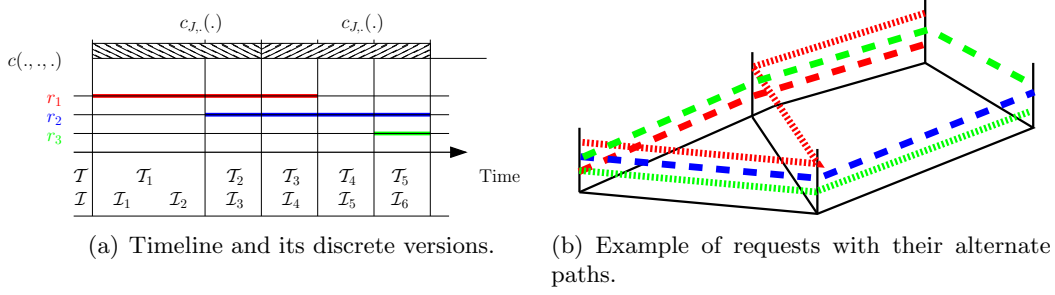 c_{J,.}(.) c_{J,.}(.)
c(.,.,.)
r_1
r_2
r_3
𝒯 𝒯_1 𝒯_2 𝒯_3 𝒯_4 𝒯_5 Time
ℐ ℐ_1 ℐ_2 ℐ_3 ℐ_4 ℐ_5 ℐ_6
(a) Timeline and its discrete versions.
(b) Example of requests with their alternate
paths.